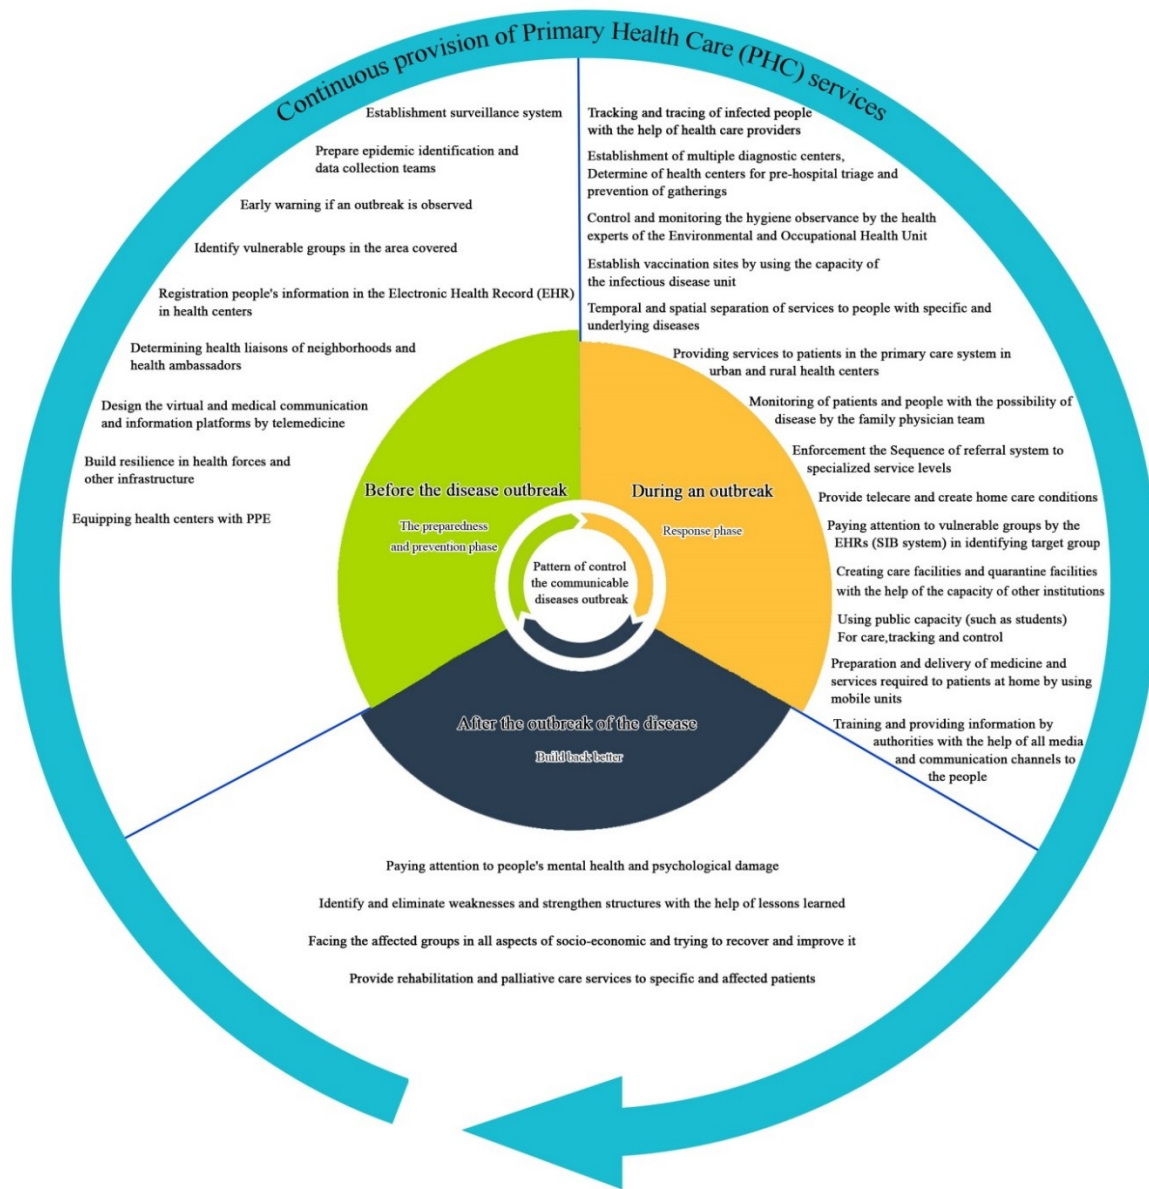 Continuous provision of Primary Health Care (PHC) services
Establishment surveillance system
Prepare epidemic identification and
data collection teams
Early warning if an outbreak is observed
Identify vulnerable groups in the area covered
Registration people's information in the Electronic Health Record (EHR)
in health centers
Determining health liaisons of neighborhoods and
health ambassadors
Design the virtual and medical communication
and information platforms by telemedicine
Build resilience in health forces and
other infrastructure
Equipping health centers with PPE
Tracking and tracing of infected people
with the help of health care providers
Establishment of multiple diagnostic centers,
Determine of health centers for pre-hospital triage and
prevention of gatherings
Control and monitoring the hygiene observance by the health
experts of the Environmental and Occupational Health Unit
Establish vaccination sites by using the capacity of
the infectious disease unit
Temporal and spatial separation of services to people with specific and
underlying diseases
Providing services to patients in the primary care system in
urban and rural health centers
Monitoring of patients and people with the possibility of
disease by the family physician team
Enforcement the Sequence of referral system to
specialized service levels
Provide telecare and create home care conditions
Paying attention to vulnerable groups by the
EHRs (SIB system) in identifying target group
Creating care facilities and quarantine facilities
with the help of the capacity of other institutions
Using public capacity (such as students)
For care,tracking and control
Preparation and delivery of medicine and
services required to patients at home by using
mobile units
Training and providing information by
authorities with the help of all media
and communication channels to
the people
Before the disease outbreak
The preparedness
and prevention phase
During an outbreak
Response phase
Pattern of control
the communicable
diseases outbreak
After the outbreak of the disease
Build back better
Paying attention to people's mental health and psychological damage
Identify and eliminate weaknesses and strengthen structures with the help of lessons learned
Facing the affected groups in all aspects of socio-economic and trying to recover and improve it
Provide rehabilitation and palliative care services to specific and affected patients